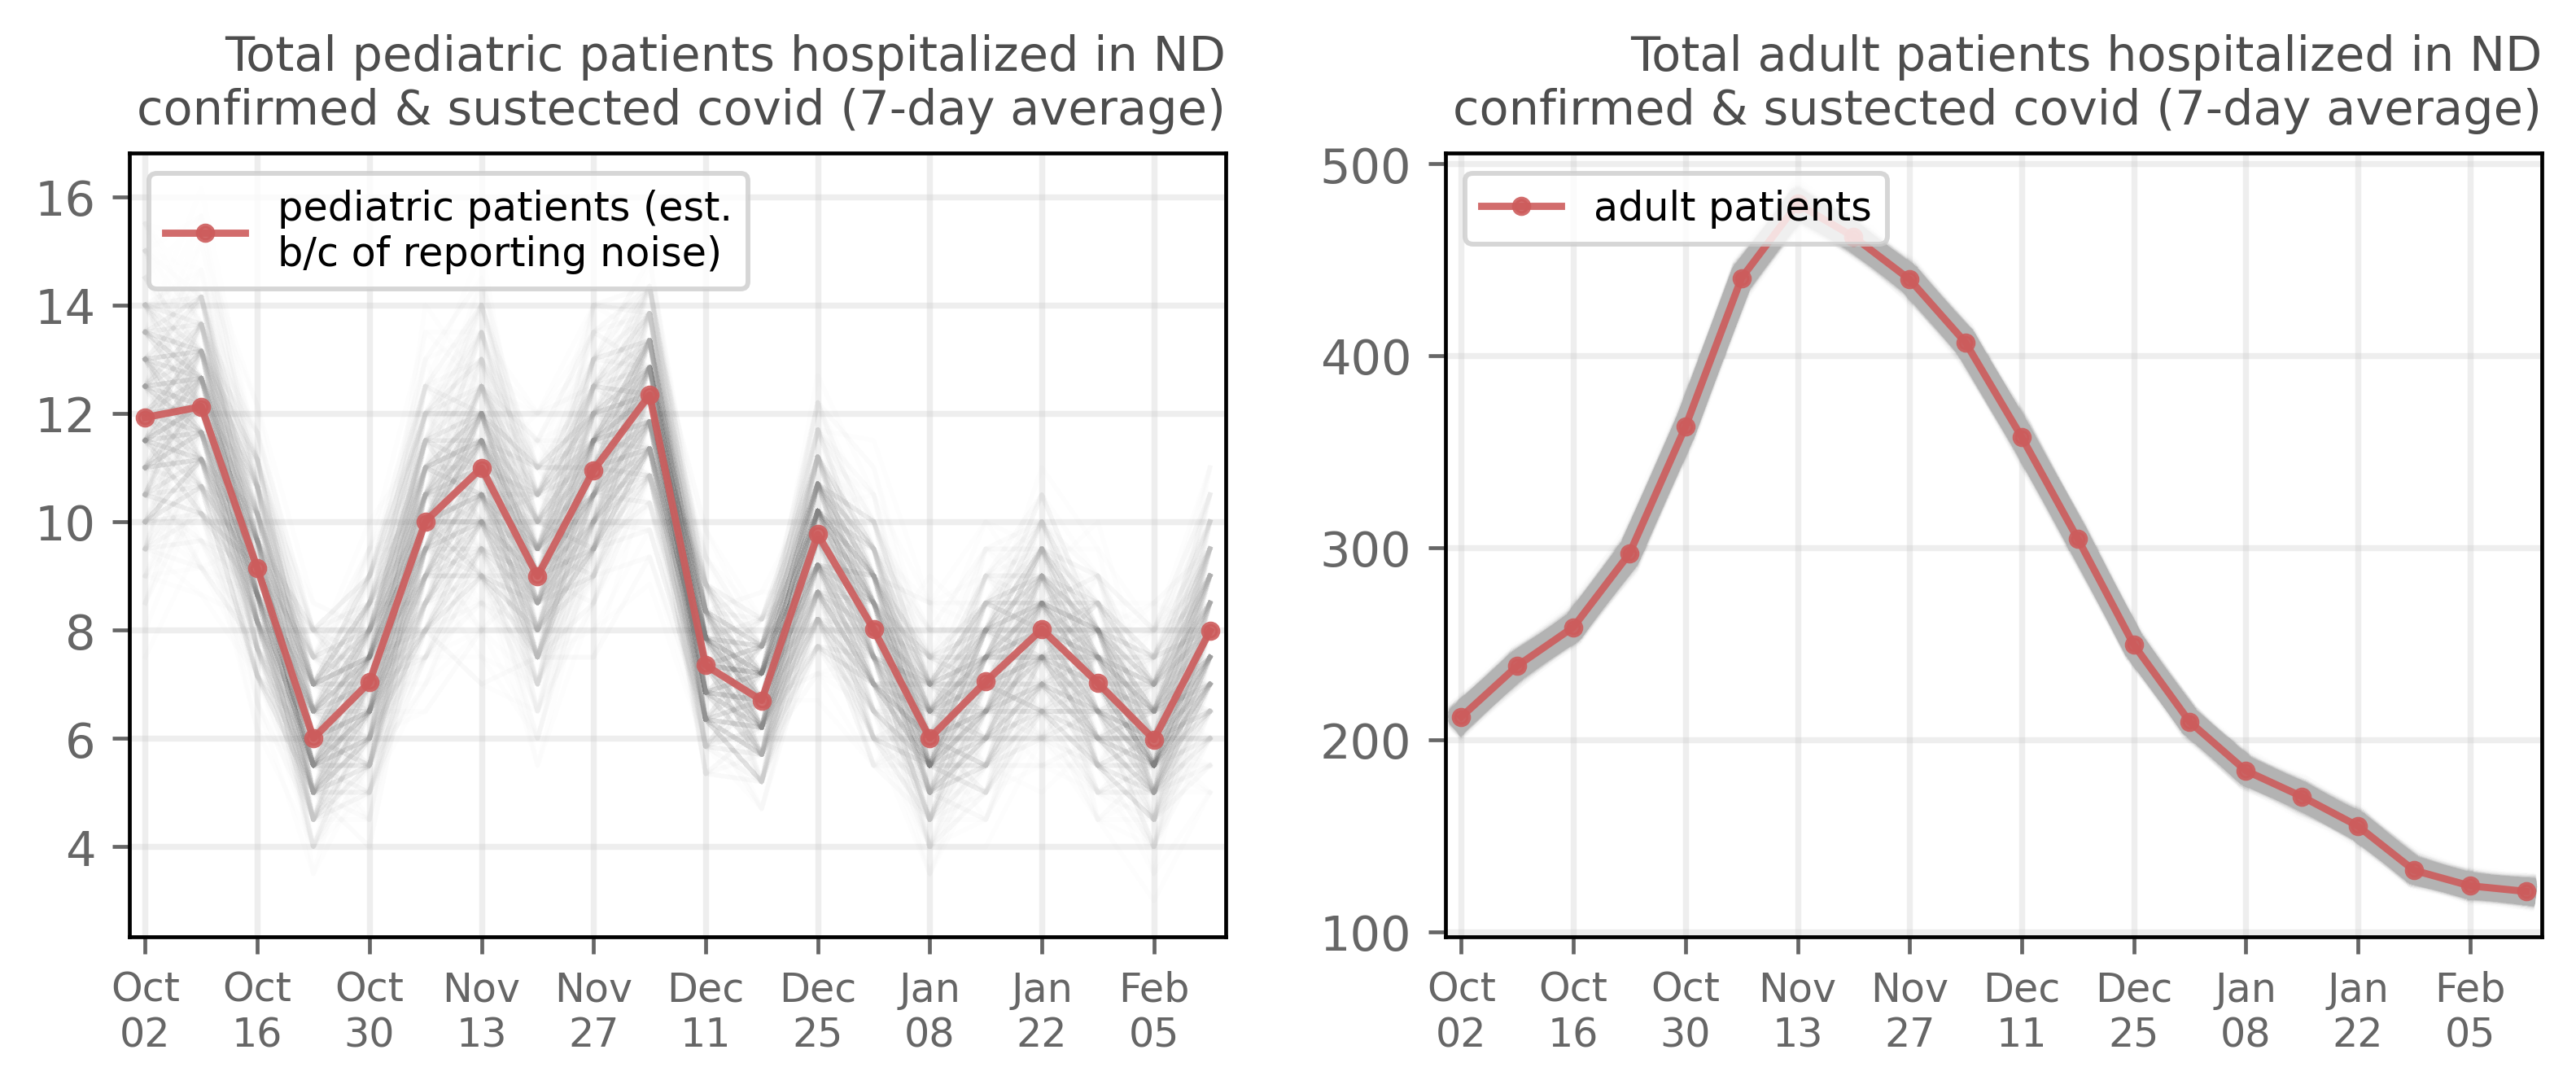 Total pediatric patients hospitalized in ND
confirmed & sustected covid (7-day average)
pediatric patients (est.
b/c of reporting noise)
16
14
12
10
8
6
4
Oct Oct Oct Nov Nov Dec Dec Jan Jan Feb
02 16 30 13 27 11 25 08 22 05
Total adult patients hospitalized in ND
confirmed & sustected covid (7-day average)
adult patients
500
400
300
200
100
Oct Oct Oct Nov Nov Dec Dec Jan Jan Feb
02 16 30 13 27 11 25 08 22 05